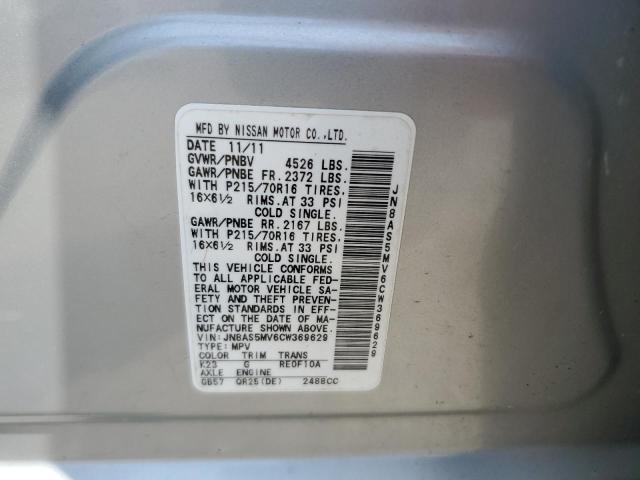 MFD BY NISSAN MOTOR CO.,LTD.
DATE 11/11
GVWR/PNBV 4526 LBS.
GAWR/PNBE FR. 2372 LBS.
WITH P215/70R16 TIRES,
16X6½ RIMS.AT 33 PSI
COLD SINGLE.
GAWR/PNBE RR. 2167 LBS.
WITH P215/70R16 TIRES,
16X6½ RIMS.AT 33 PSI
COLD SINGLE.
THIS VEHICLE CONFORMS
TO ALL APPLICABLE FED-
ERAL MOTOR VEHICLE SA-
FETY AND THEFT PREVEN-
TION STANDARDS IN EFF-
ECT ON THE DATE OF MA-
NUFACTURE SHOWN ABOVE.
VIN: JN8AS5MV6CW369629
TYPE: MPV
COLOR TRIM TRANS
K23 G RE0F10A
AXLE ENGINE
GB57 QR25(DE) 2488CC
JN8AS5MV6CW369629